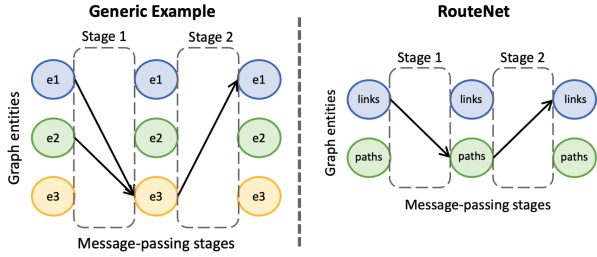 Generic Example
Stage 1
Stage 2
e1
e1
e1
e2
e2
e2
e3
e3
e3
Graph entities
Message-passing stages
RouteNet
Stage 1
Stage 2
links
links
links
paths
paths
paths
Graph entities
Message-passing stages